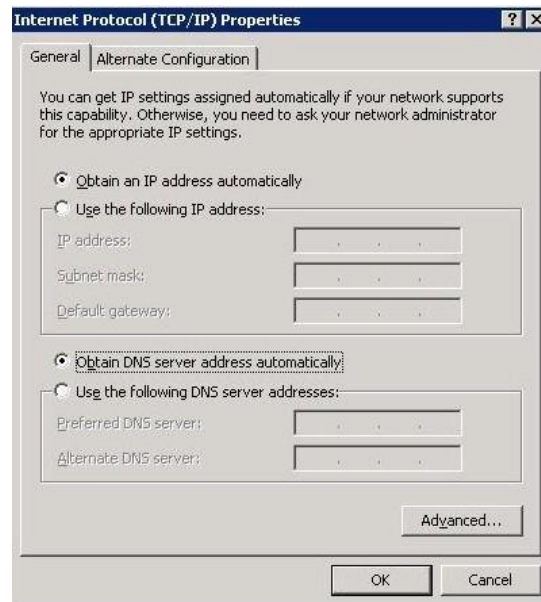 Internet Protocol (TCP/IP) Properties
General
Alternate Configuration
You can get IP settings assigned automatically if your network supports
this capability. Otherwise, you need to ask your network administrator
for the appropriate IP settings.
Obtain an IP address automatically
Use the following IP address:
IP address:
Subnet mask:
Default gateway:
Obtain DNS server address automatically
Use the following DNS server addresses:
Preferred DNS server:
Alternate DNS server:
Advanced...
OK
Cancel